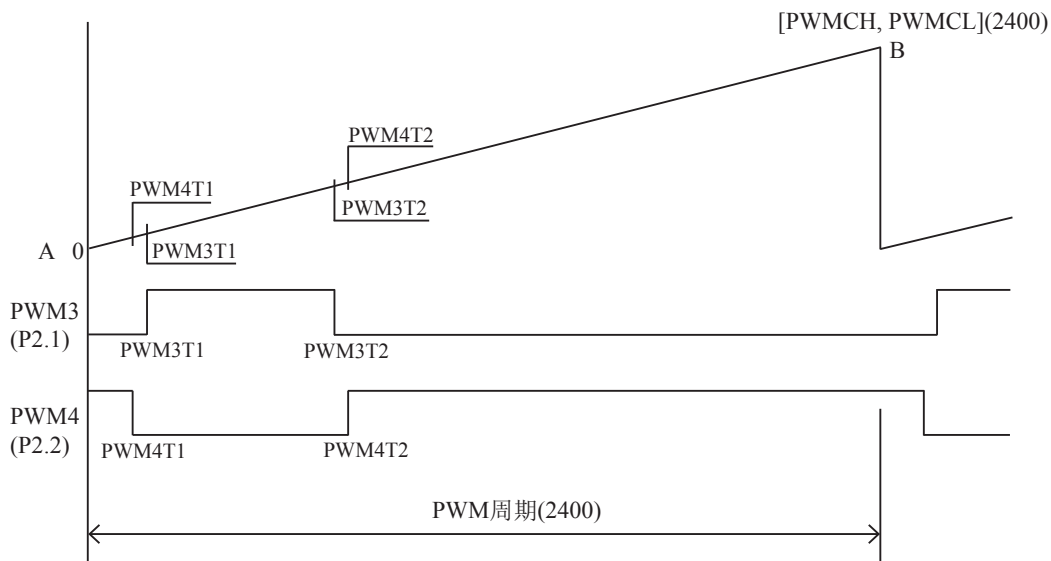 [PWMCH, PWMCL](2400)
B
PWM4T2
PWM4T1
PWM3T2
A 0
PWM3T1
PWM3
(P2.1)
PWM3T1
PWM3T2
PWM4
(P2.2)
PWM4T1
PWM4T2
PWM周期(2400)